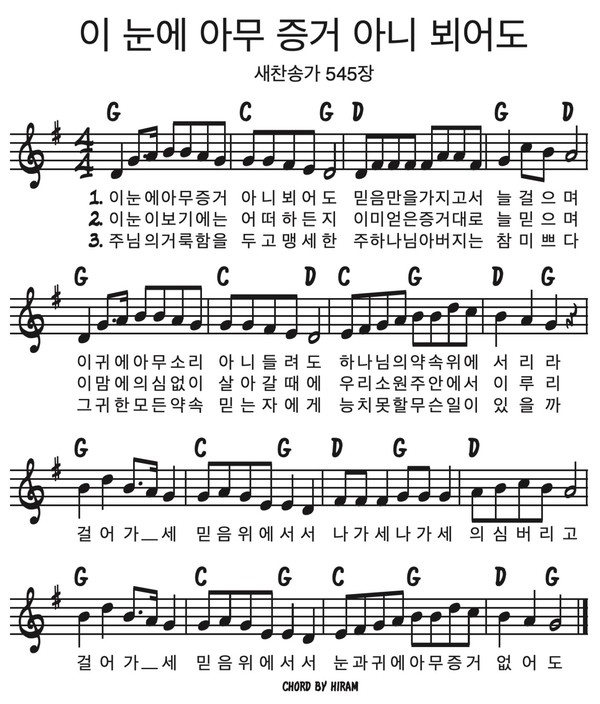 이 눈에 아무 증거 아니 뵈어도
새찬송가 545장
G C G D G D
4/4
1. 이눈에아무증거 아니뵈어도 믿음만을가지고서 늘걸으며
2. 이눈이보기에는 어떠하든지 이미얻은증거대로 늘믿으며
3. 주님의거룩함을 두고맹세한 주하나님아버지는 참미쁘다
G C D C G D G
이귀에아무소리 아니들려도 하나님의약속위에 서리라
이맘에의심없이 살아갈때에 우리소원주안에서 이루리
그귀한모든약속 믿는자에게 능치못할무슨일이 있을까
G C G D G D
걸어가__세 믿음위에서서 나가세나가세 의심버리고
G C G C G D G
걸어가__세 믿음위에서서 눈과귀에아무증거 없어도
CHORD BY HIRAM